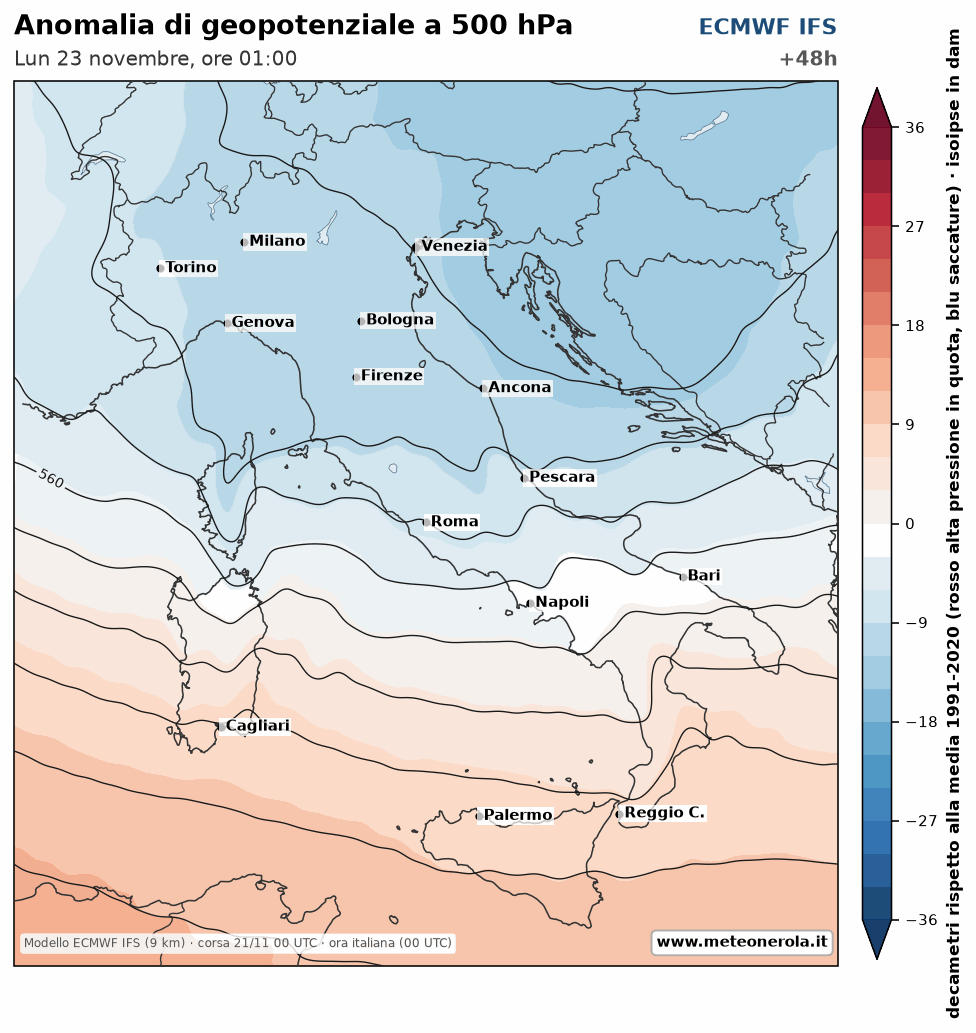 Anomalia di geopotenziale a 500 hPa
ECMWF IFS
Lun 23 novembre, ore 01:00
+48h
Milano
Venezia
Torino
Genova
Bologna
Firenze
Ancona
560
Pescara
Roma
Bari
Napoli
Cagliari
Palermo
Reggio C.
Modello ECMWF IFS (9 km) · corsa 21/11 00 UTC · ora italiana (00 UTC)
www.meteonerola.it
36
27
18
9
0
−9
−18
−27
−36
decametri rispetto alla media 1991-2020 (rosso alta pressione in quota, blu saccature) · isoipse in dam